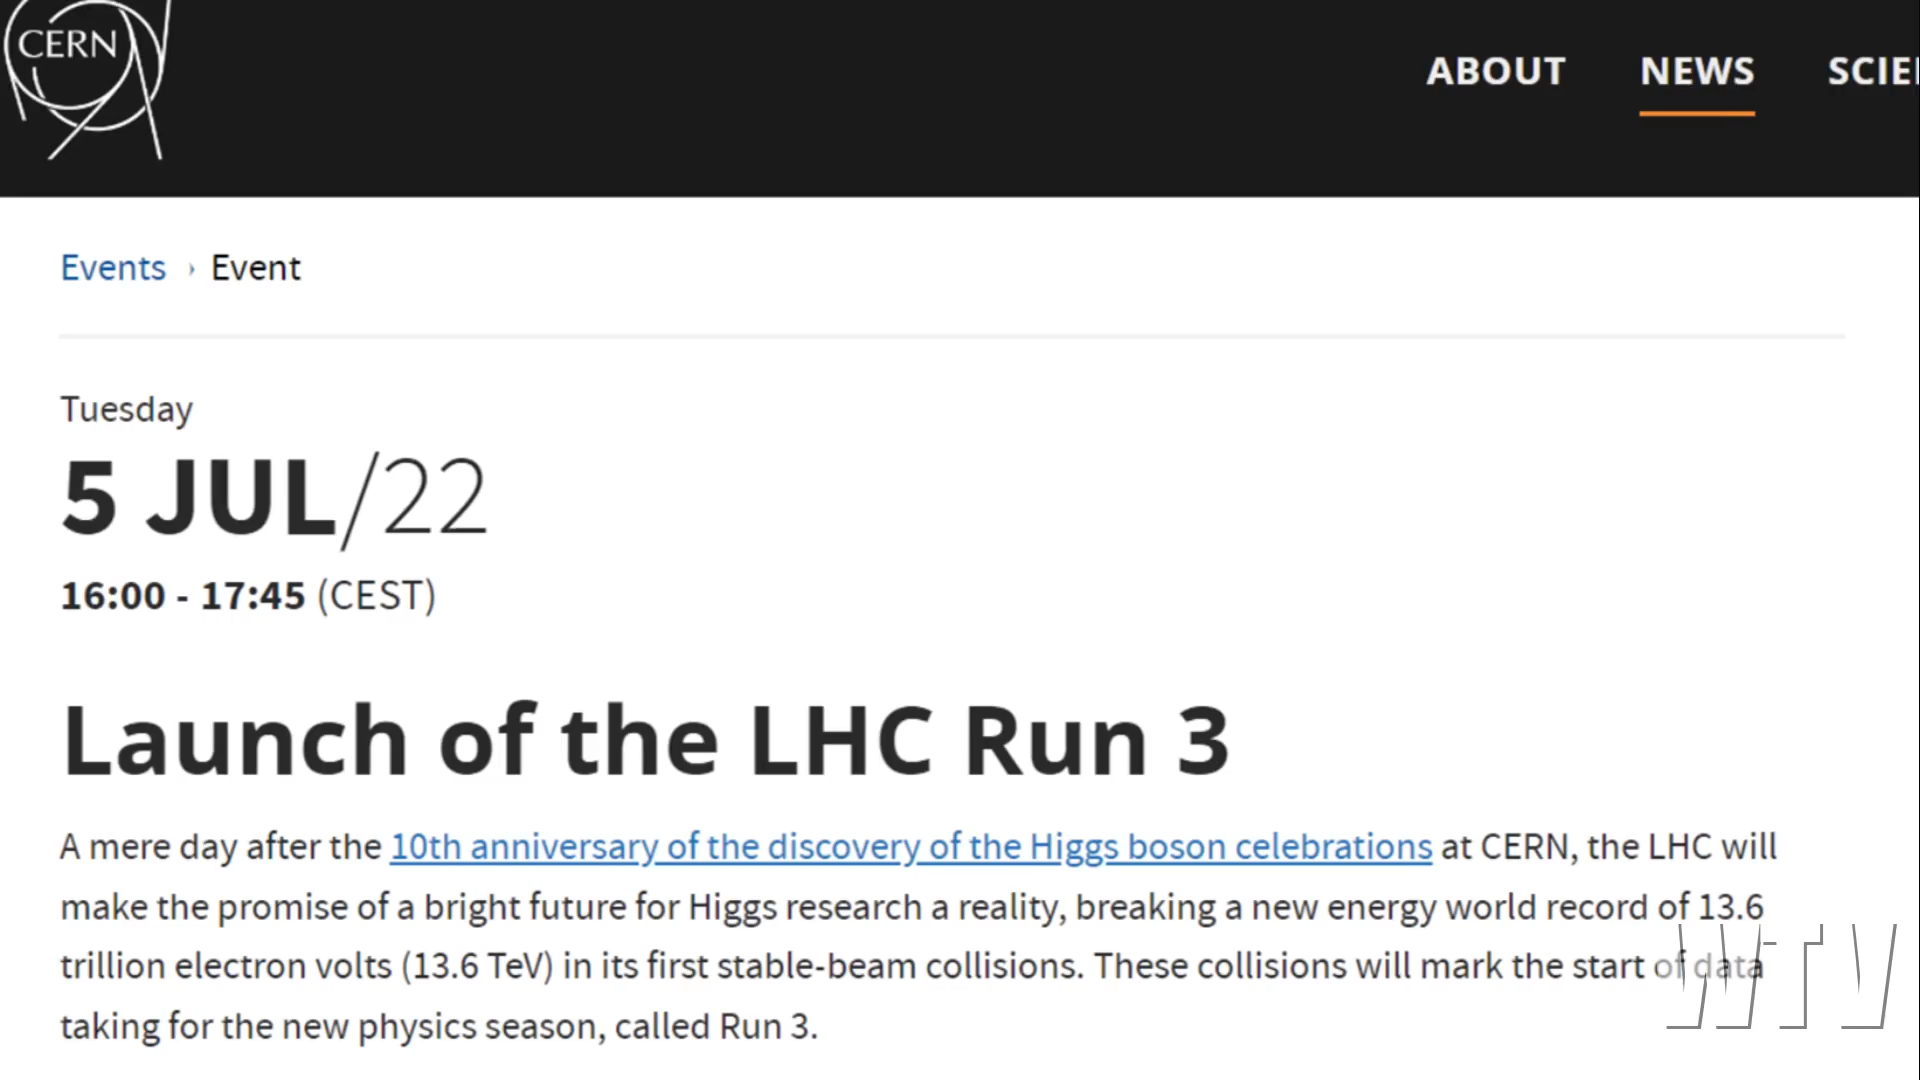 CERN
ABOUT NEWS SCIE
Events › Event
Tuesday
5 JUL/22
16:00 - 17:45 (CEST)
Launch of the LHC Run 3
A mere day after the 10th anniversary of the discovery of the Higgs boson celebrations at CERN, the LHC will
make the promise of a bright future for Higgs research a reality, breaking a new energy world record of 13.6
trillion electron volts (13.6 TeV) in its first stable-beam collisions. These collisions will mark the start of data
taking for the new physics season, called Run 3.
WTV